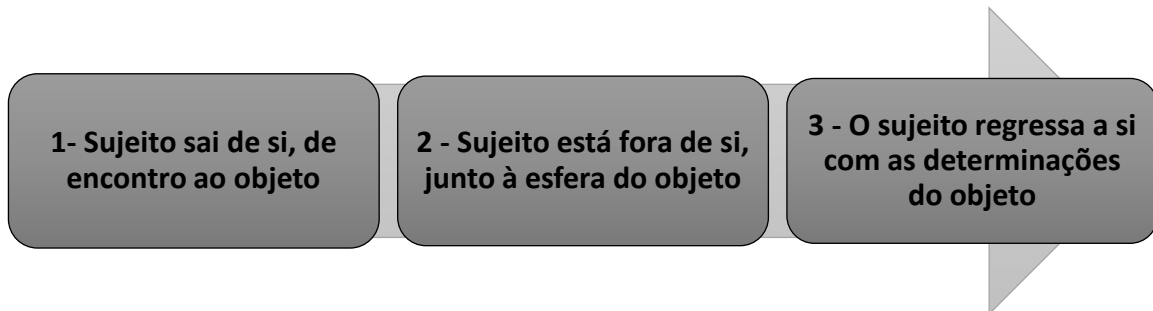 1- Sujeito sai de si, de
encontro ao objeto
2 - Sujeito está fora de si,
junto à esfera do objeto
3 - O sujeito regressa a si
com as determinações
do objeto